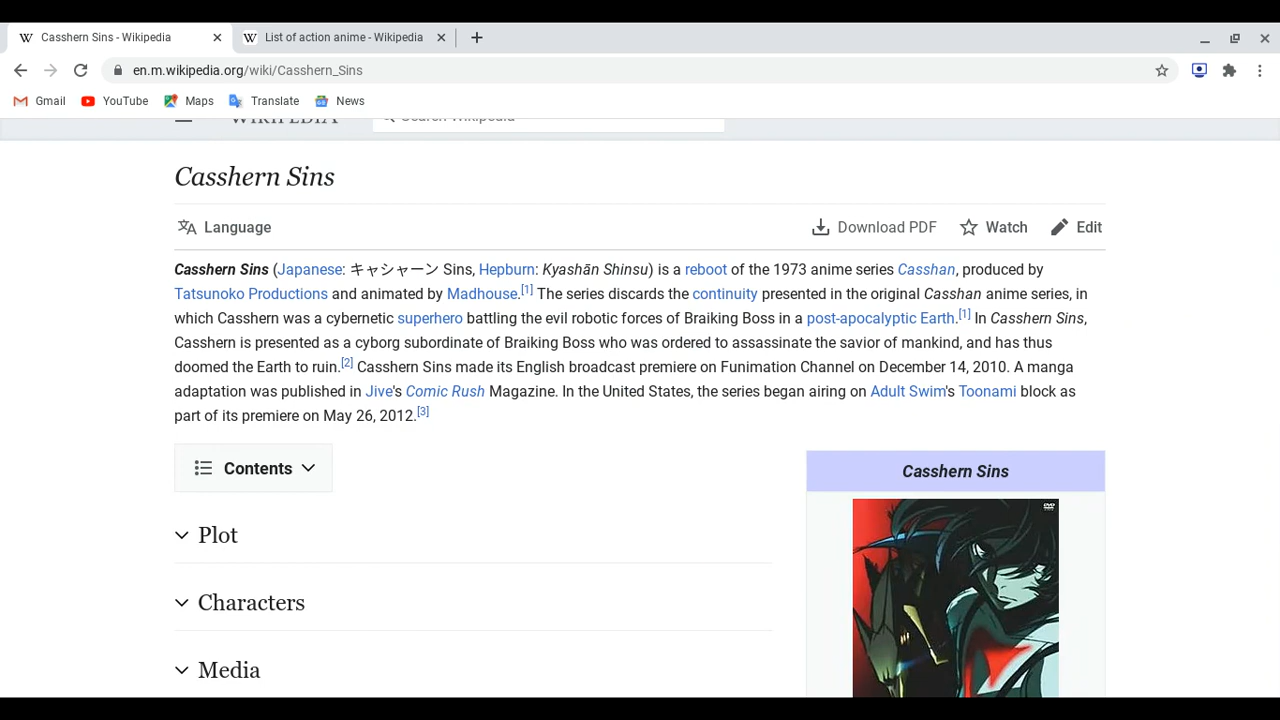 Casshern Sins - Wikipedia
List of action anime - Wikipedia
en.m.wikipedia.org/wiki/Casshern_Sins
Gmail YouTube Maps Translate News
WIKIPEDIA Search Wikipedia
Casshern Sins
Language Download PDF Watch Edit
Casshern Sins (Japanese: キャシャーン Sins, Hepburn: Kyashān Shinsu) is a reboot of the 1973 anime series Casshan, produced by
Tatsunoko Productions and animated by Madhouse.[1] The series discards the continuity presented in the original Casshan anime series, in
which Casshern was a cybernetic superhero battling the evil robotic forces of Braiking Boss in a post-apocalyptic Earth.[1] In Casshern Sins,
Casshern is presented as a cyborg subordinate of Braiking Boss who was ordered to assassinate the savior of mankind, and has thus
doomed the Earth to ruin.[2] Casshern Sins made its English broadcast premiere on Funimation Channel on December 14, 2010. A manga
adaptation was published in Jive's Comic Rush Magazine. In the United States, the series began airing on Adult Swim's Toonami block as
part of its premiere on May 26, 2012.[3]
Contents
Casshern Sins
DVD
Plot
Characters
Media